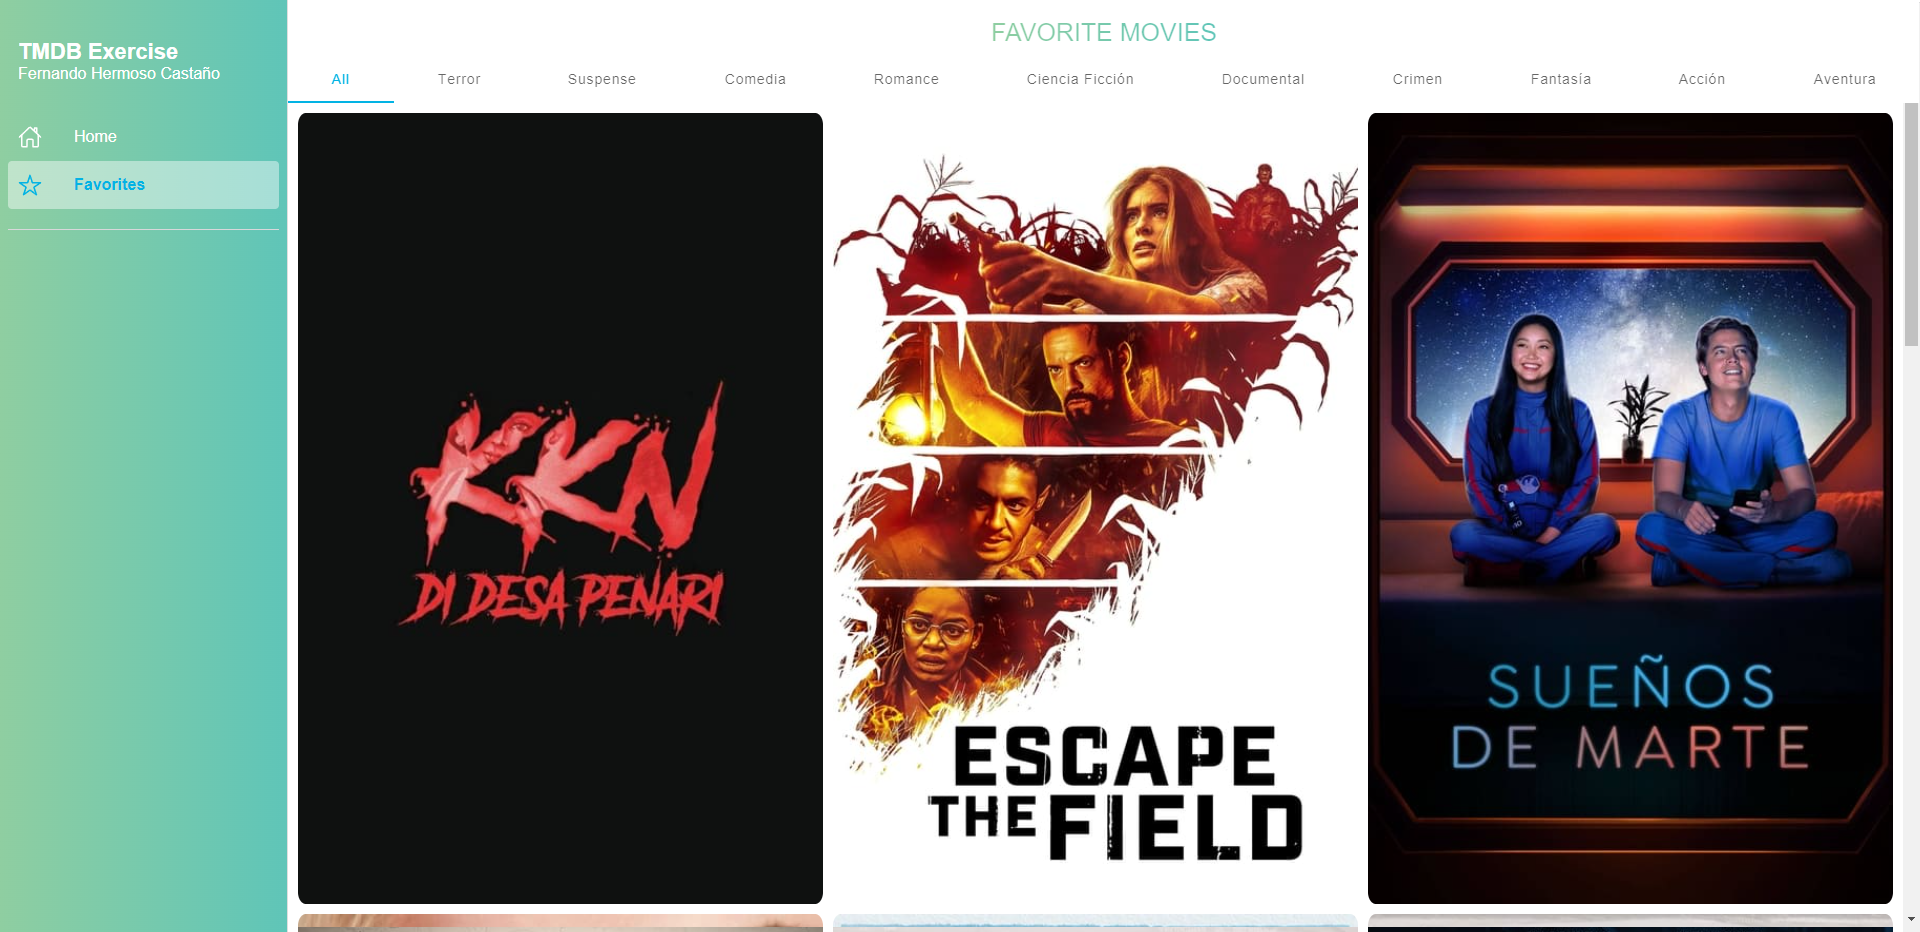 TMDB Exercise
Fernando Hermoso Castaño
Home
Favorites
FAVORITE MOVIES
All Terror Suspense Comedia Romance Ciencia Ficción Documental Crimen Fantasía Acción Aventura
KKN
DI DESA PENARI
ESCAPE
THE FIELD
SUEÑOS
DE MARTE